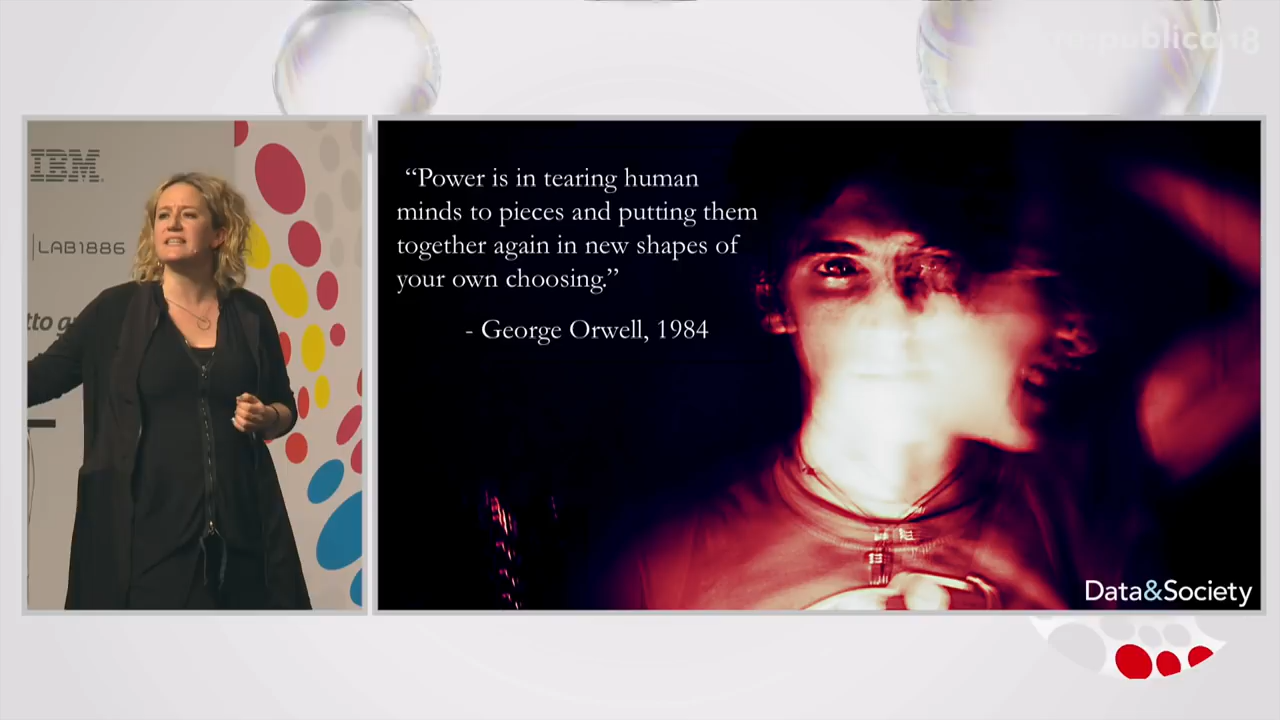 re:publica 18
IBM
LAB1886
tto g
“Power is in tearing human
minds to pieces and putting them
together again in new shapes of
your own choosing.”
- George Orwell, 1984
Data&Society